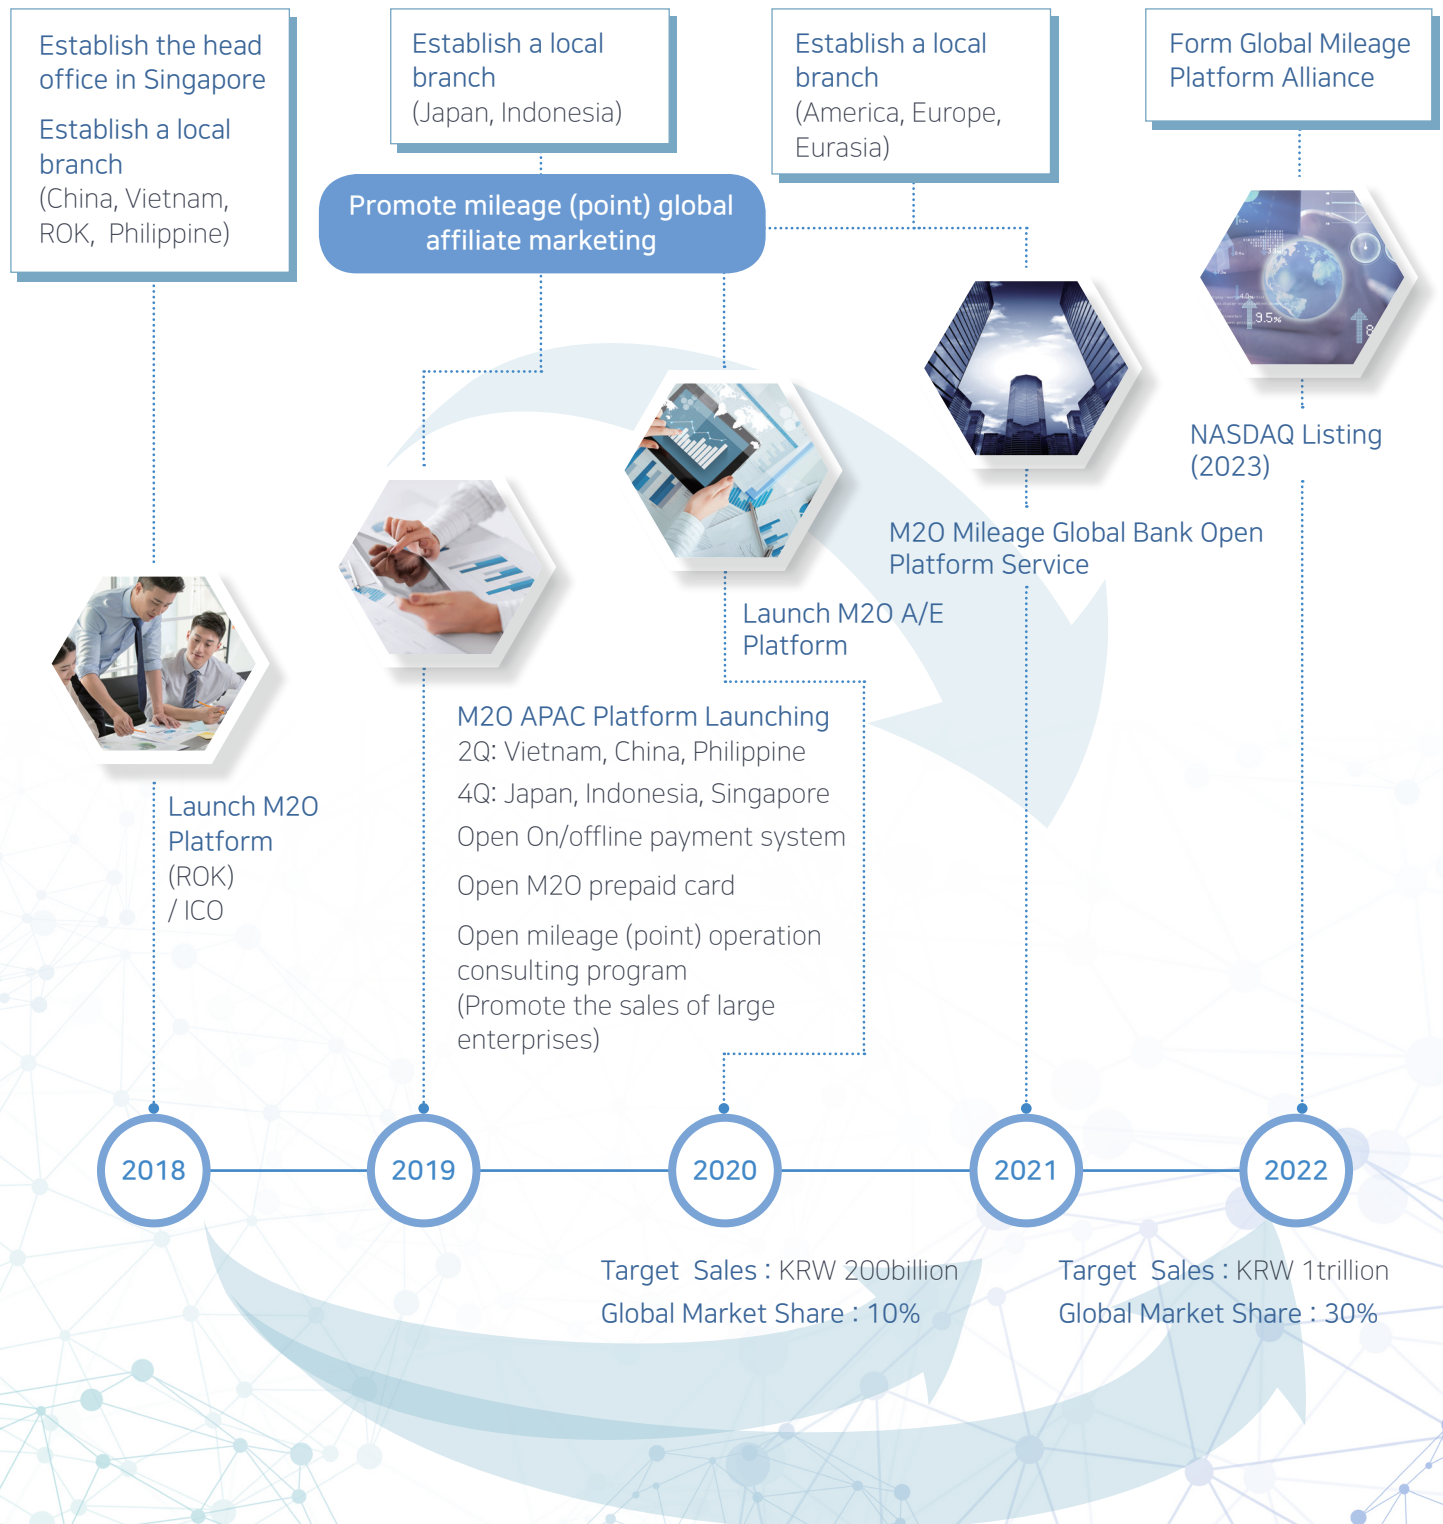 Establish the head
office in Singapore
Establish a local
branch
(China, Vietnam,
ROK, Philippine)
Establish a local
branch
(Japan, Indonesia)
Establish a local
branch
(America, Europe,
Eurasia)
Form Global Mileage
Platform Alliance
Promote mileage (point) global
affiliate marketing
9.5%
8
NASDAQ Listing
(2023)
M2O Mileage Global Bank Open
Platform Service
Launch M2O A/E
Platform
M2O APAC Platform Launching
2Q: Vietnam, China, Philippine
4Q: Japan, Indonesia, Singapore
Open On/offline payment system
Open M2O prepaid card
Open mileage (point) operation
consulting program
(Promote the sales of large
enterprises)
Launch M2O
Platform
(ROK)
/ ICO
2018
2019
2020
2021
2022
Target Sales : KRW 200billion
Global Market Share : 10%
Target Sales : KRW 1trillion
Global Market Share : 30%